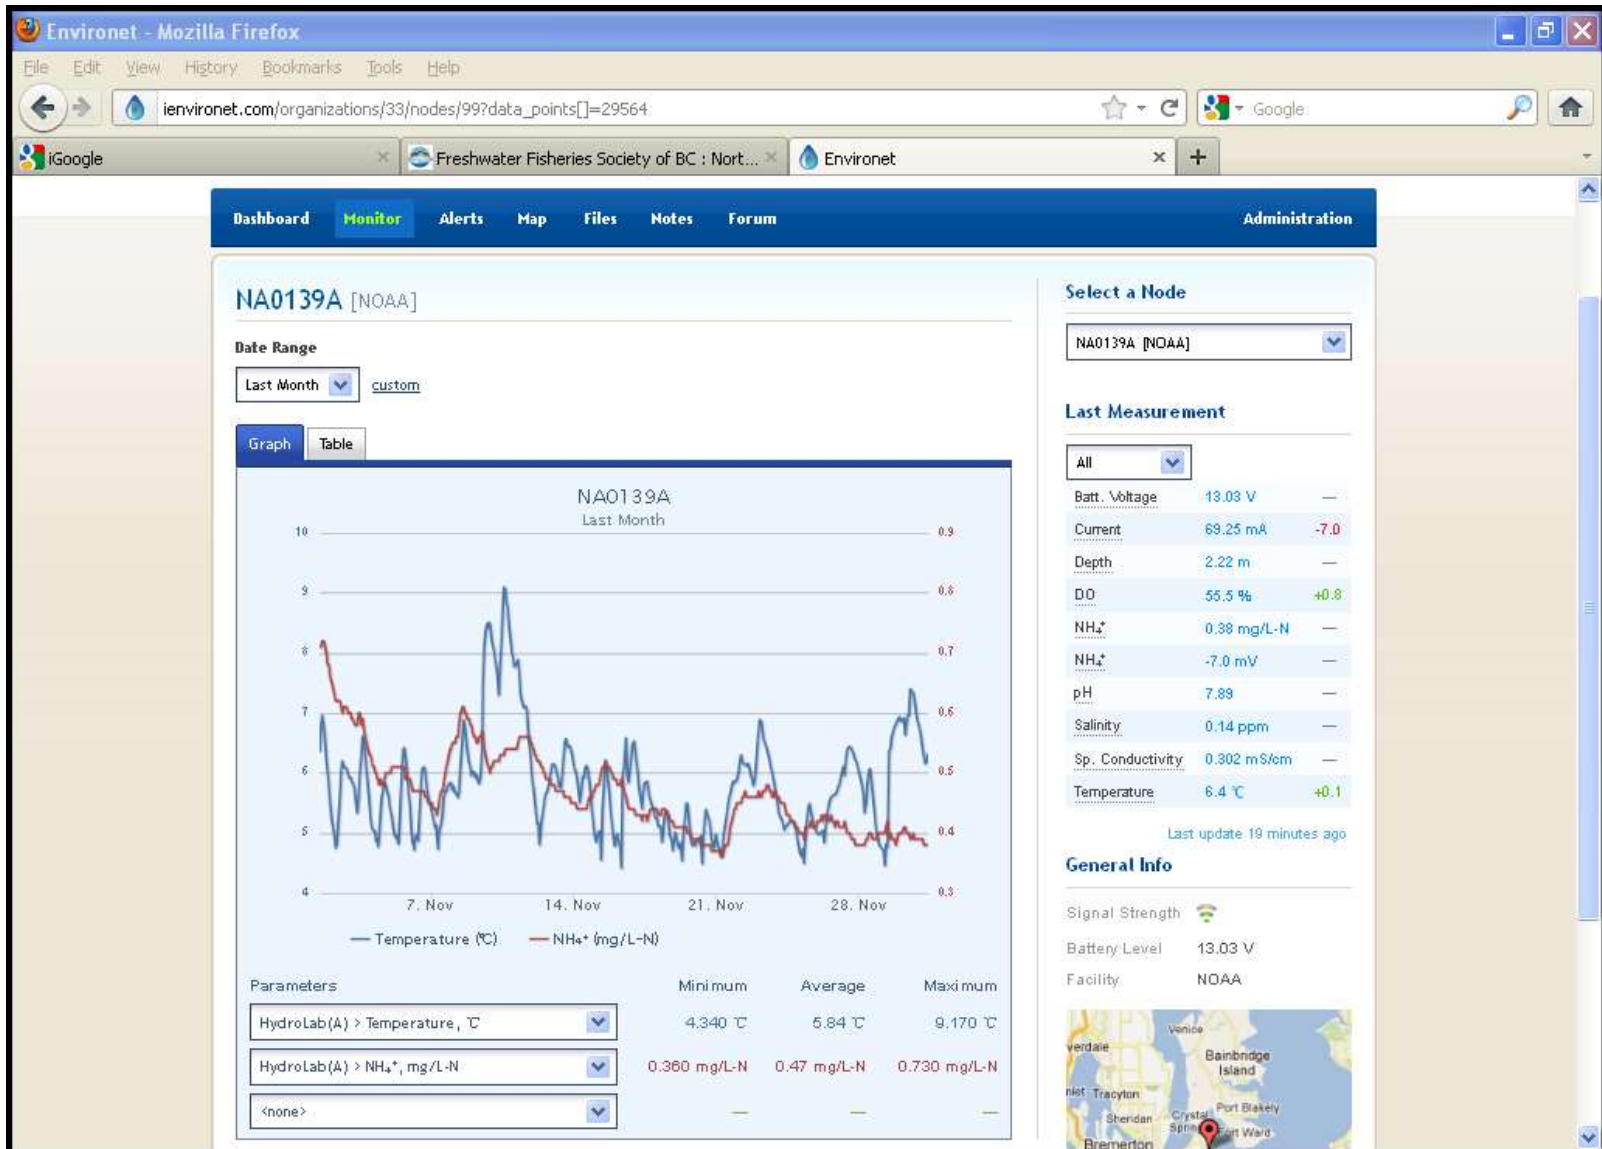 Environet - Mozilla Firefox
File Edit View History Bookmarks Tools Help
ienvironet.com/organizations/33/nodes/99?data_points[]=29564
Google
iGoogle
Freshwater Fisheries Society of BC : Nort...
Environet
Dashboard Monitor Alerts Map Files Notes Forum Administration
NA0139A [NOAA]
Date Range
Last Month custom
Graph Table
NA0139A
Last Month
10 0.9
9 0.8
8 0.7
7 0.6
6 0.5
5 0.4
4 0.3
7. Nov 14. Nov 21. Nov 28. Nov
Temperature (℃) NH₄⁺ (mg/L-N)
Parameters Minimum Average Maximum
HydroLab(A) > Temperature, ℃ 4.340 ℃ 5.84 ℃ 9.170 ℃
HydroLab(A) > NH₄⁺, mg/L-N 0.360 mg/L-N 0.47 mg/L-N 0.730 mg/L-N
<none> — — —
Select a Node
NA0139A [NOAA]
Last Measurement
All
Batt. Voltage 13.03 V —
Current 69.25 mA -7.0
Depth 2.22 m —
DO 55.5 % +0.8
NH₄⁺ 0.38 mg/L-N —
NH₄⁺ -7.0 mV —
pH 7.89 —
Salinity 0.14 ppm —
Sp. Conductivity 0.302 mS/cm —
Temperature 6.4 ℃ +0.1
Last update 19 minutes ago
General Info
Signal Strength
Battery Level 13.03 V
Facility NOAA
Venice
verdale
Bainbridge
Island
Tracyton
Sheridan
Crystal
Port Blakely
Fort Ward
Bremerton